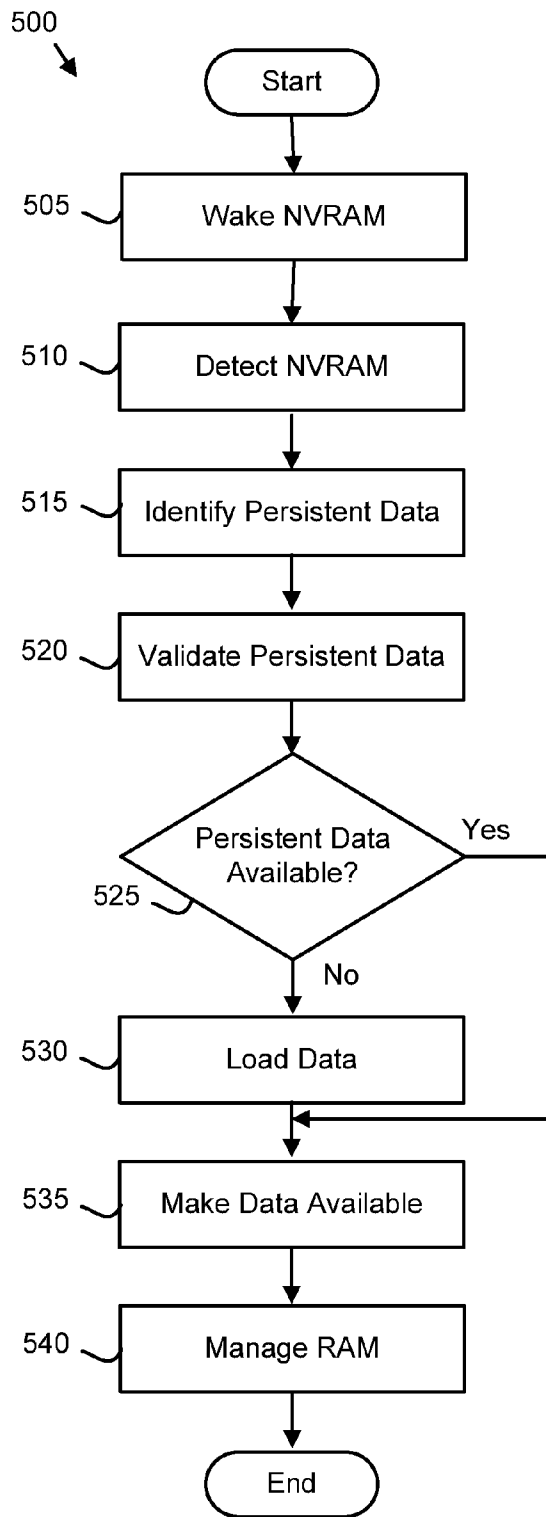 500
Start
505
Wake NVRAM
510
Detect NVRAM
515
Identify Persistent Data
520
Validate Persistent Data
Persistent Data
Available?
Yes
525
No
530
Load Data
535
Make Data Available
540
Manage RAM
End